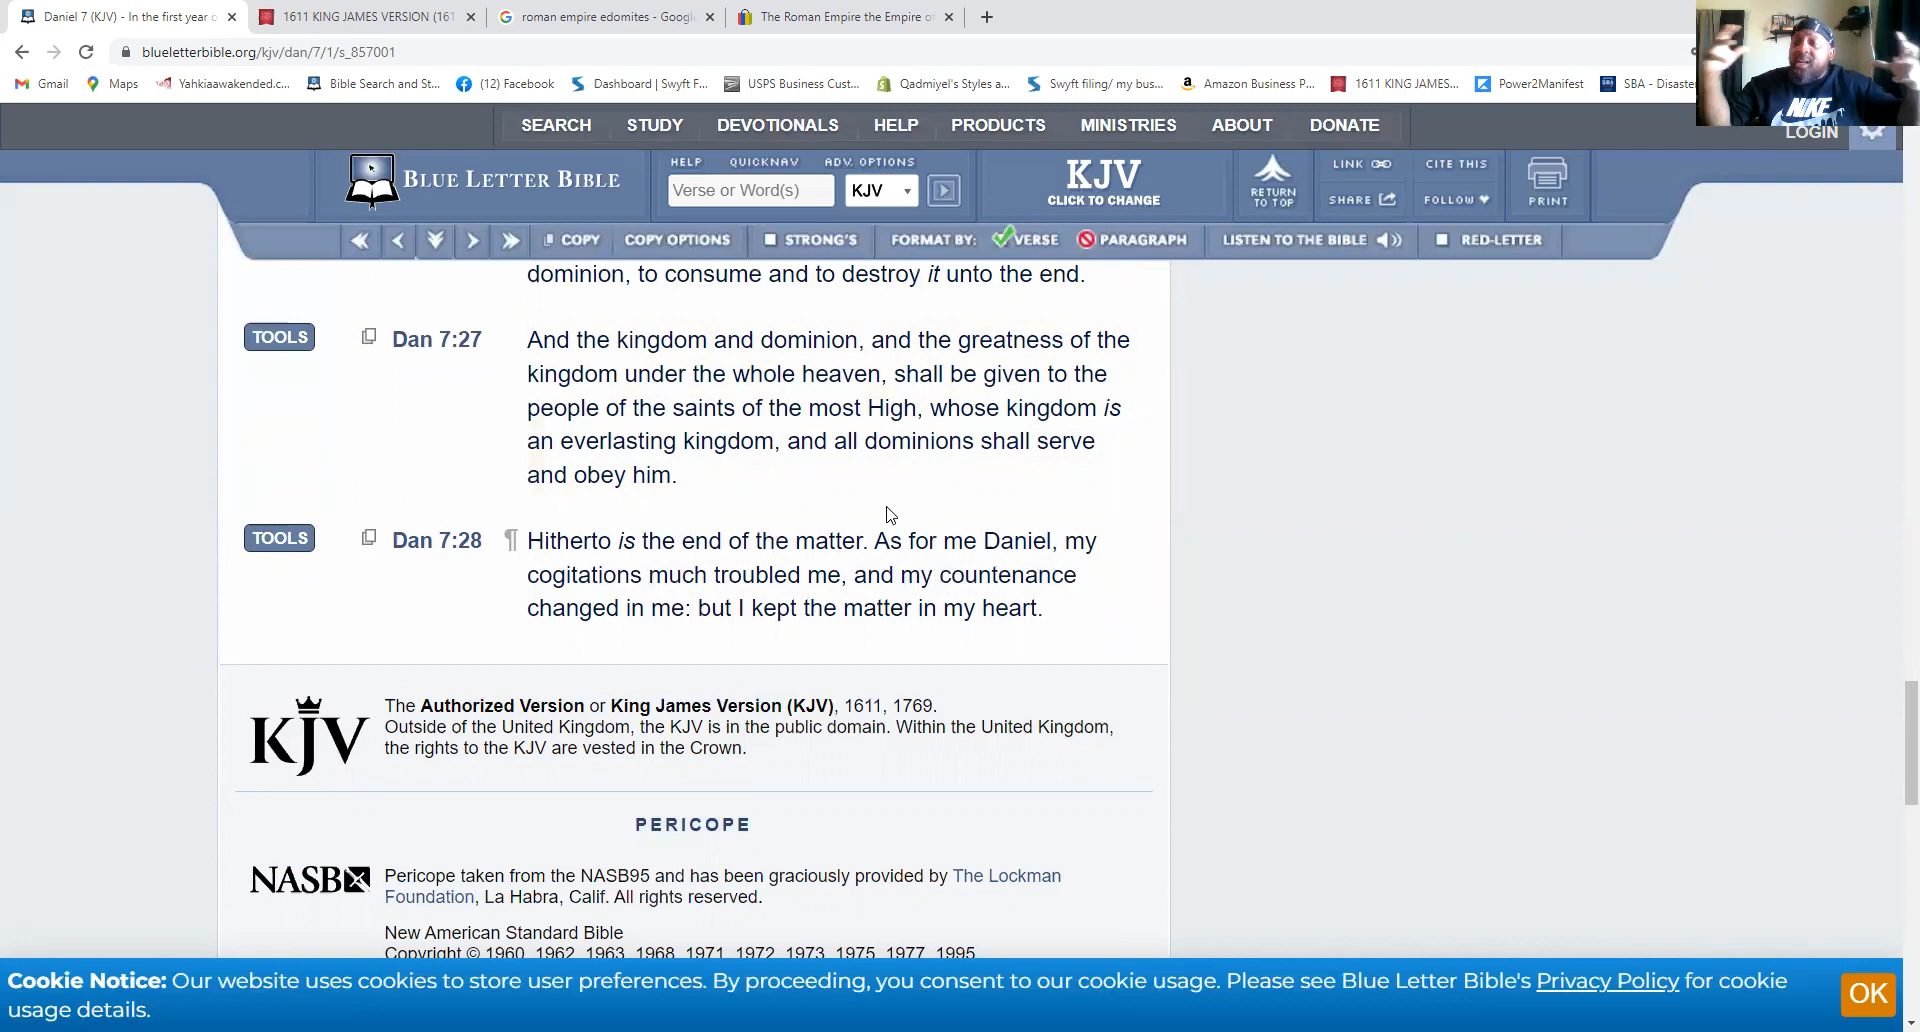 Daniel 7 (KJV) - In the first year o
1611 KING JAMES VERSION (161
roman empire edomites - Googl
The Roman Empire the Empire o
blueletterbible.org/kjv/dan/7/1/s_857001
Gmail
Maps
Yahkiaawakended.c...
Bible Search and St...
(12) Facebook
Dashboard | Swyft F...
USPS Business Cust...
Qadmiyel's Styles a...
Swyft filing/ my bus...
Amazon Business P...
1611 KING JAMES...
Power2Manifest
SBA - Disaste
NIKE
SEARCH STUDY DEVOTIONALS HELP PRODUCTS MINISTRIES ABOUT DONATE LOGIN
BLUE LETTER BIBLE
HELP QUICKNAV ADV. OPTIONS
Verse or Word(s)
KJV
KJV
CLICK TO CHANGE
RETURN
TO TOP
LINK
CITE THIS
SHARE
FOLLOW
PRINT
COPY COPY OPTIONS STRONG'S FORMAT BY: VERSE PARAGRAPH LISTEN TO THE BIBLE RED-LETTER
dominion, to consume and to destroy it unto the end.
TOOLS
Dan 7:27
And the kingdom and dominion, and the greatness of the
kingdom under the whole heaven, shall be given to the
people of the saints of the most High, whose kingdom is
an everlasting kingdom, and all dominions shall serve
and obey him.
TOOLS
Dan 7:28
¶ Hitherto is the end of the matter. As for me Daniel, my
cogitations much troubled me, and my countenance
changed in me: but I kept the matter in my heart.
KJV
The Authorized Version or King James Version (KJV), 1611, 1769.
Outside of the United Kingdom, the KJV is in the public domain. Within the United Kingdom,
the rights to the KJV are vested in the Crown.
PERICOPE
NASB
Pericope taken from the NASB95 and has been graciously provided by The Lockman
Foundation, La Habra, Calif. All rights reserved.
New American Standard Bible
Copyright © 1960, 1962, 1963, 1968, 1971, 1972, 1973, 1975, 1977, 1995
Cookie Notice: Our website uses cookies to store user preferences. By proceeding, you consent to our cookie usage. Please see Blue Letter Bible's Privacy Policy for cookie
usage details.
OK